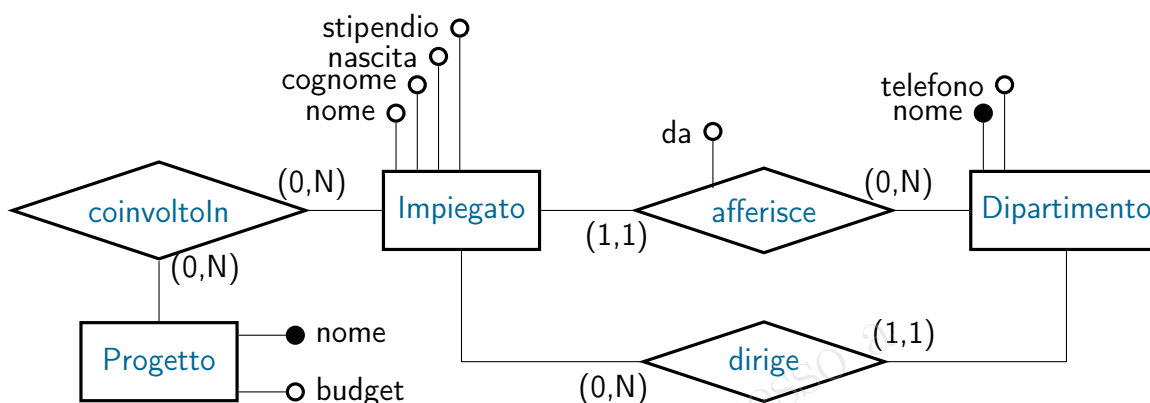 stipendio
nascita
cognome
nome
telefono
nome
da
(0,N)
coinvoltoIn
Impiegato
afferisce
(0,N)
Dipartimento
(1,1)
(0,N)
Progetto
nome
budget
dirige
(1,1)
(0,N)